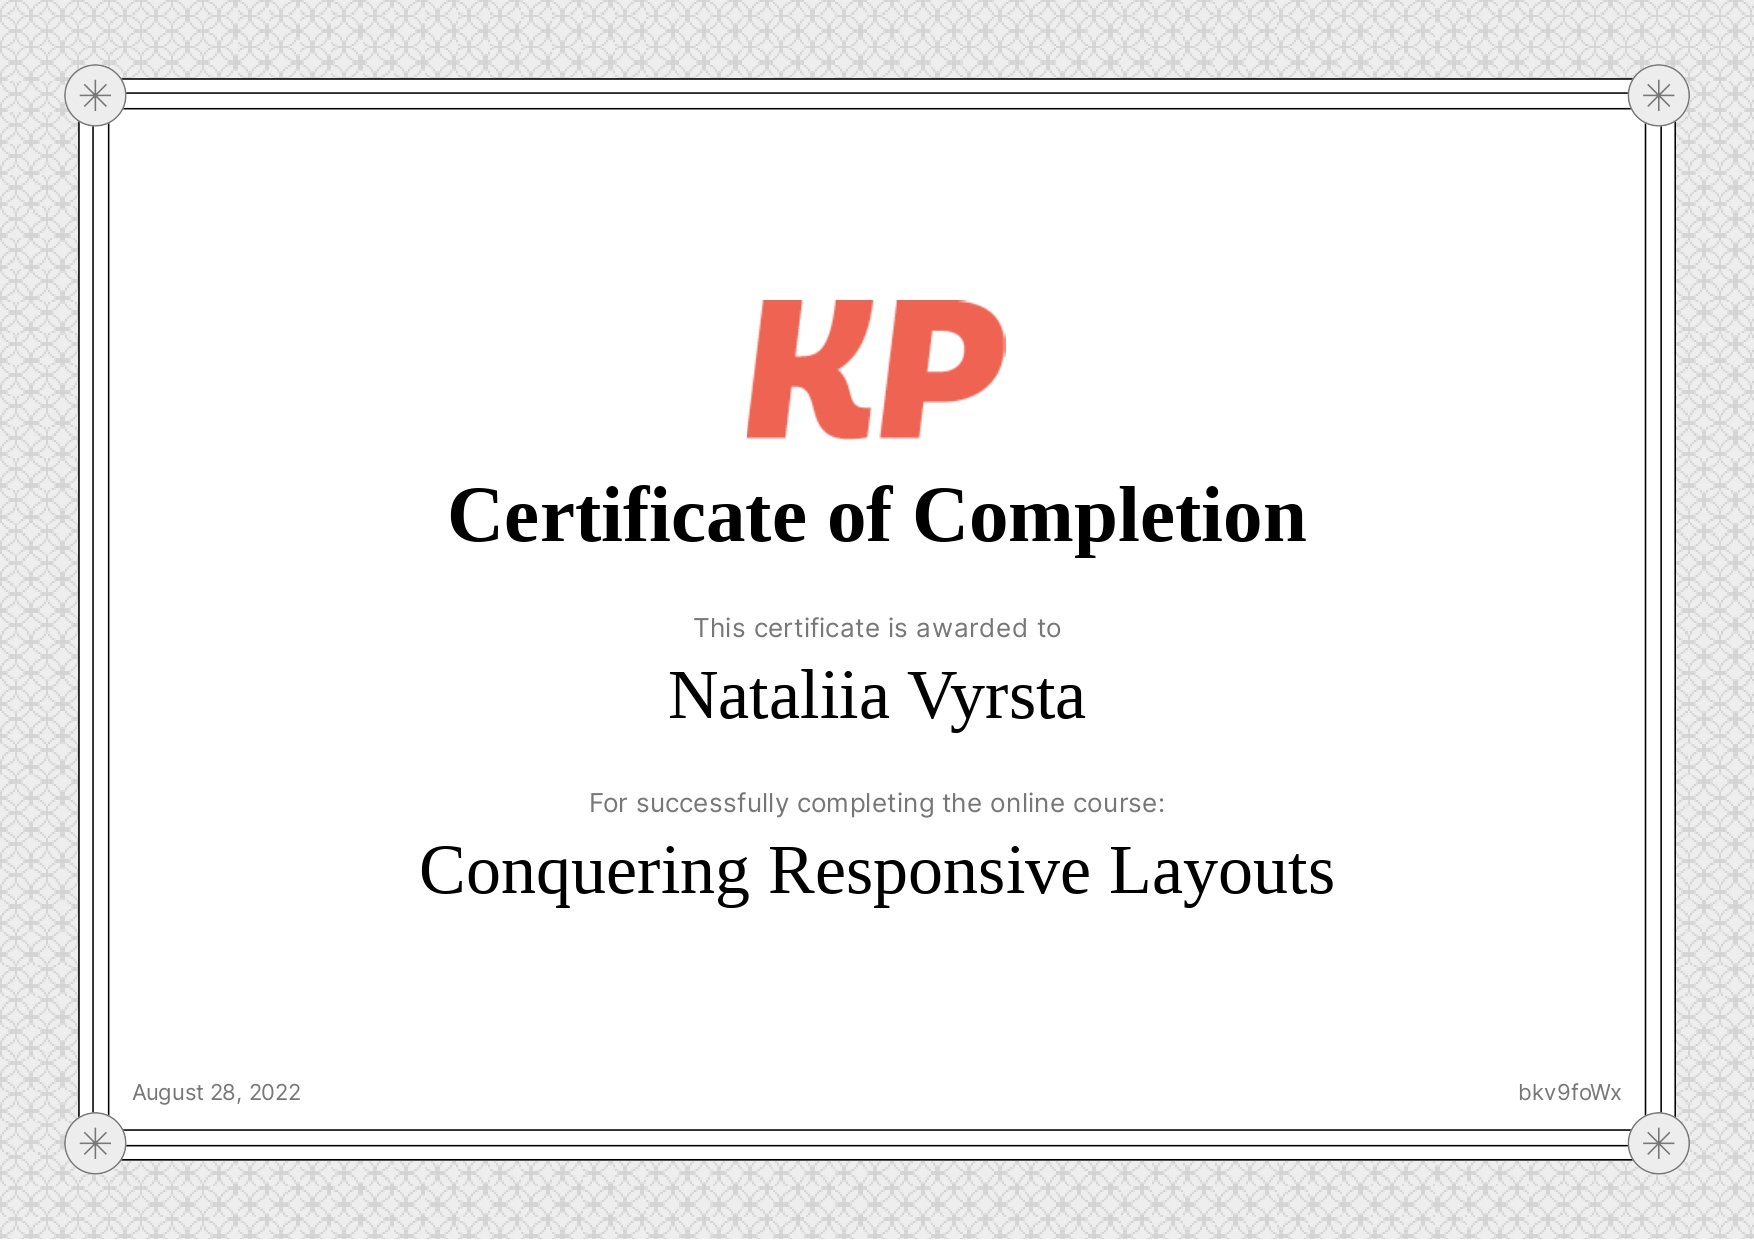 KP
Certificate of Completion
This certificate is awarded to
Nataliia Vyrsta
For successfully completing the online course:
Conquering Responsive Layouts
August 28, 2022
bkv9foWx